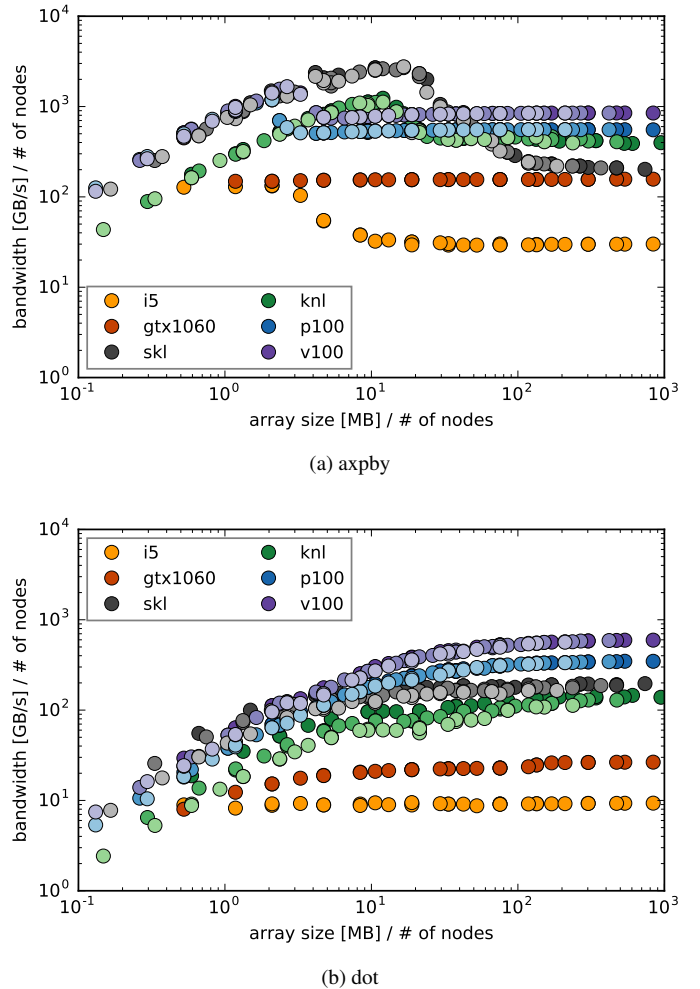 10^4
10^3
10^2
10^1
10^0
bandwidth [GB/s] / # of nodes
i5
gtx1060
skl
knl
p100
v100
10^-1
10^0
10^1
10^2
10^3
array size [MB] / # of nodes
(a) axpby
10^4
10^3
10^2
10^1
10^0
bandwidth [GB/s] / # of nodes
i5
gtx1060
skl
knl
p100
v100
10^-1
10^0
10^1
10^2
10^3
array size [MB] / # of nodes
(b) dot